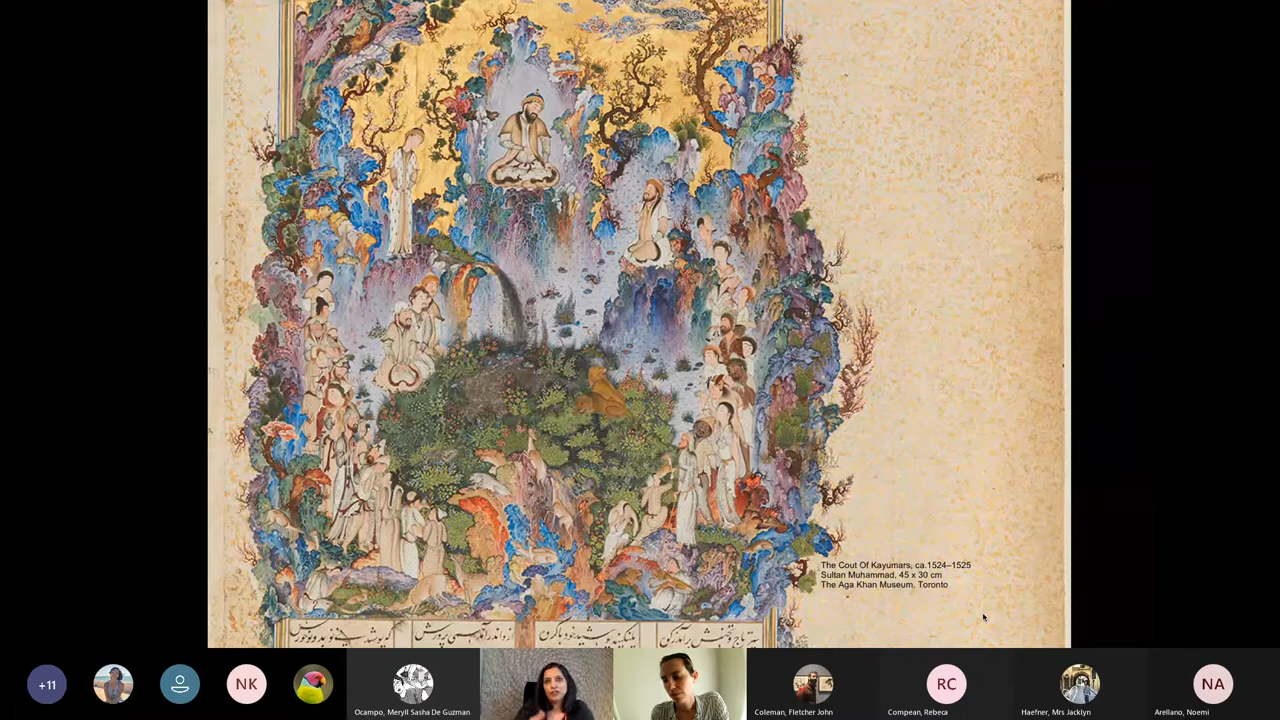 The Cout Of Kayumars, ca.1524–1525
Sultan Muhammad, 45 x 30 cm
The Aga Khan Museum, Toronto
+11
NK
Ocampo, Meryll Sasha De Guzman
Coleman, Fletcher John
RC
Compean, Rebeca
Haefner, Mrs Jacklyn
NA
Arellano, Noemi